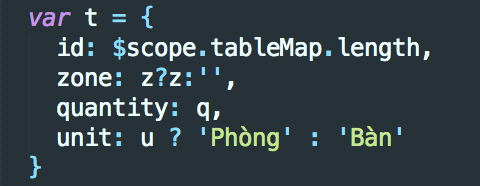 var t = {
id: $scope.tableMap.length,
zone: z?z:'',
quantity: q,
unit: u ? 'Phòng' : 'Bàn'
}